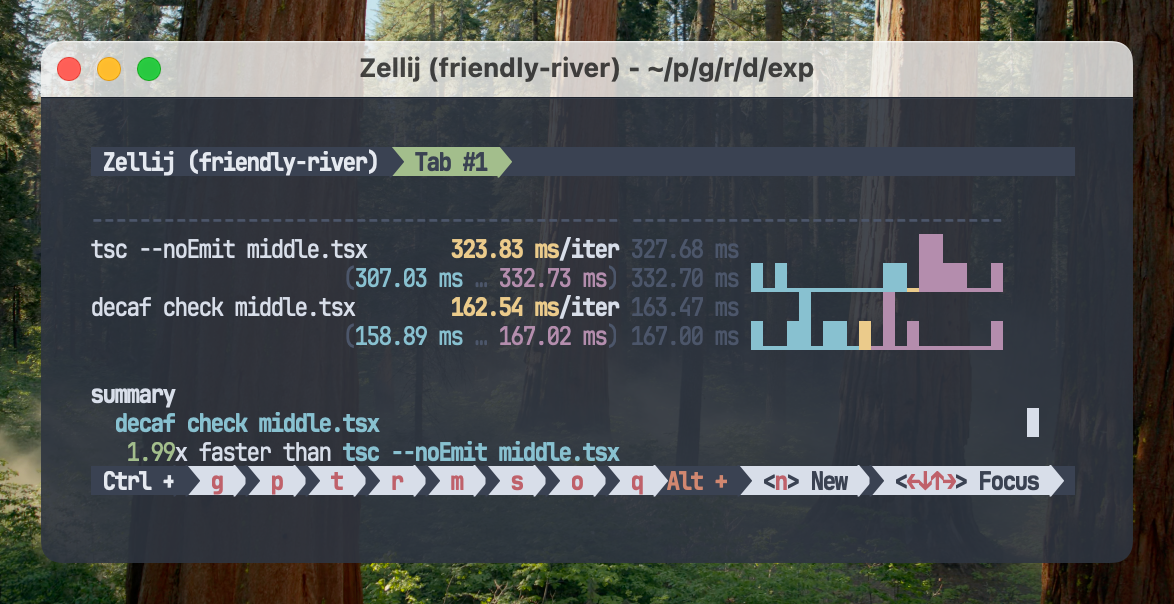 Zellij (friendly-river) - ~/p/g/r/d/exp
Zellij (friendly-river) Tab #1
-------------------------------------------- -------------------------------
tsc --noEmit middle.tsx 323.83 ms/iter 327.68 ms
(307.03 ms … 332.73 ms) 332.70 ms
decaf check middle.tsx 162.54 ms/iter 163.47 ms
(158.89 ms … 167.02 ms) 167.00 ms
summary
decaf check middle.tsx
1.99x faster than tsc --noEmit middle.tsx
Ctrl + g p t r m s o q Alt + <n> New <←↓↑→> Focus